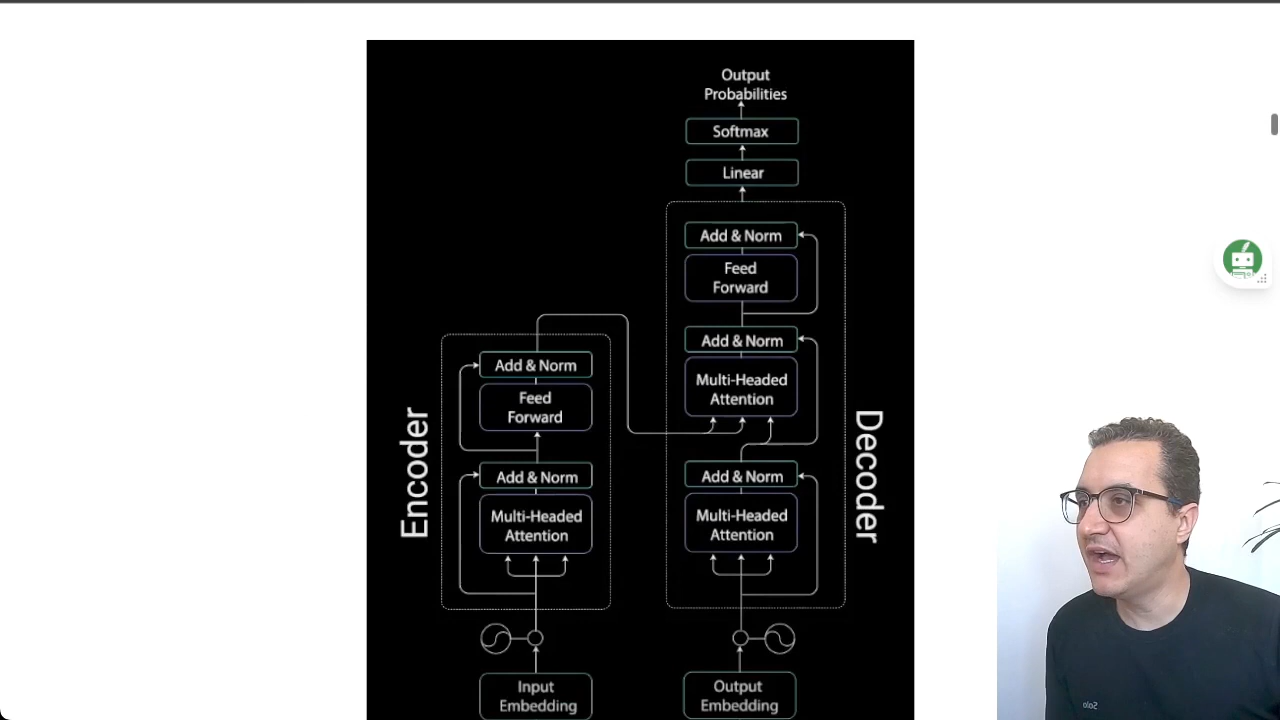 Output
Probabilities
Softmax
Linear
Add & Norm
Feed
Forward
Add & Norm
Multi-Headed
Attention
Add & Norm
Multi-Headed
Attention
Decoder
Output
Embedding
Encoder
Add & Norm
Feed
Forward
Add & Norm
Multi-Headed
Attention
Input
Embedding